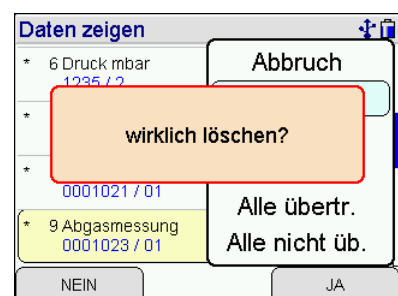 Daten zeigen
* 6 Druck mbar
1235 / 2
Abbruch
*
wirklich löschen?
*
0001021 / 01
Alle übertr.
* 9 Abgasmessung
0001023 / 01
Alle nicht üb.
NEIN
JA